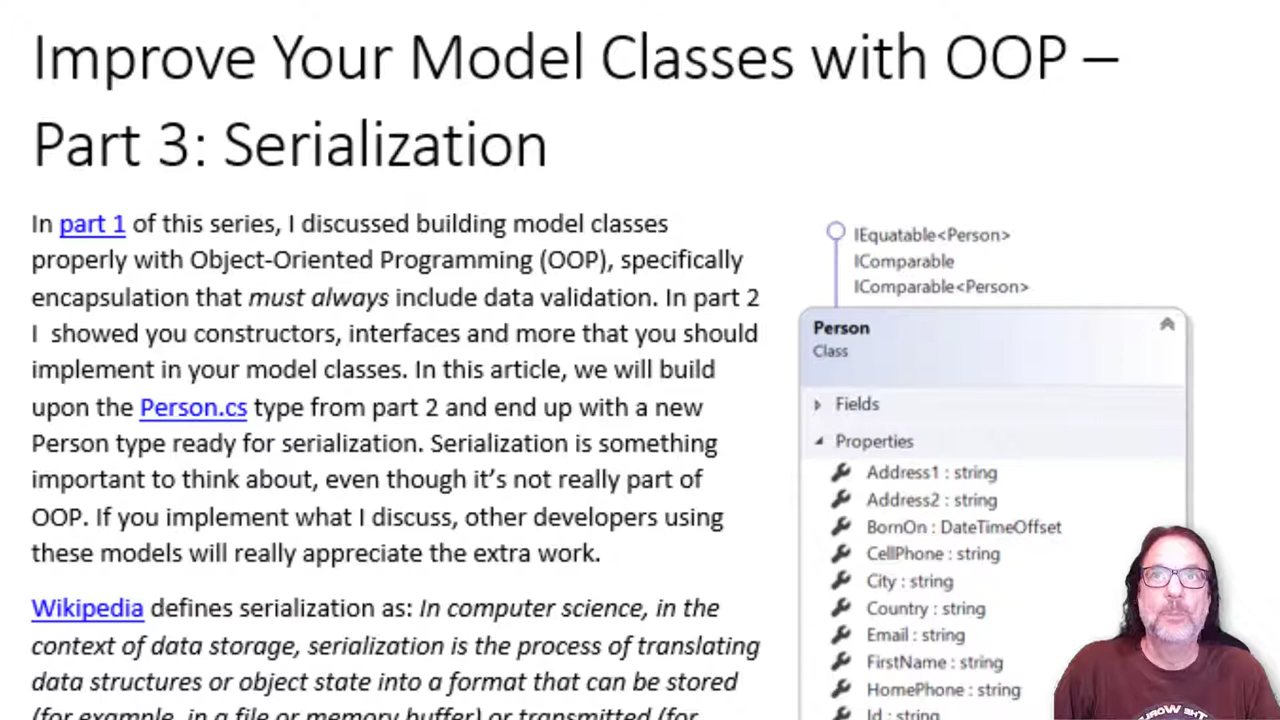 Improve Your Model Classes with OOP –
Part 3: Serialization
In part 1 of this series, I discussed building model classes
properly with Object-Oriented Programming (OOP), specifically
encapsulation that must always include data validation. In part 2
I  showed you constructors, interfaces and more that you should
implement in your model classes. In this article, we will build
upon the Person.cs type from part 2 and end up with a new
Person type ready for serialization. Serialization is something
important to think about, even though it’s not really part of
OOP. If you implement what I discuss, other developers using
these models will really appreciate the extra work.
Wikipedia defines serialization as: In computer science, in the
context of data storage, serialization is the process of translating
data structures or object state into a format that can be stored
(for example, in a file or memory buffer) or transmitted (for
IEquatable<Person>
IComparable
IComparable<Person>
Person
Class
Fields
Properties
Address1 : string
Address2 : string
BornOn : DateTimeOffset
CellPhone : string
City : string
Country : string
Email : string
FirstName : string
HomePhone : string
Id : string